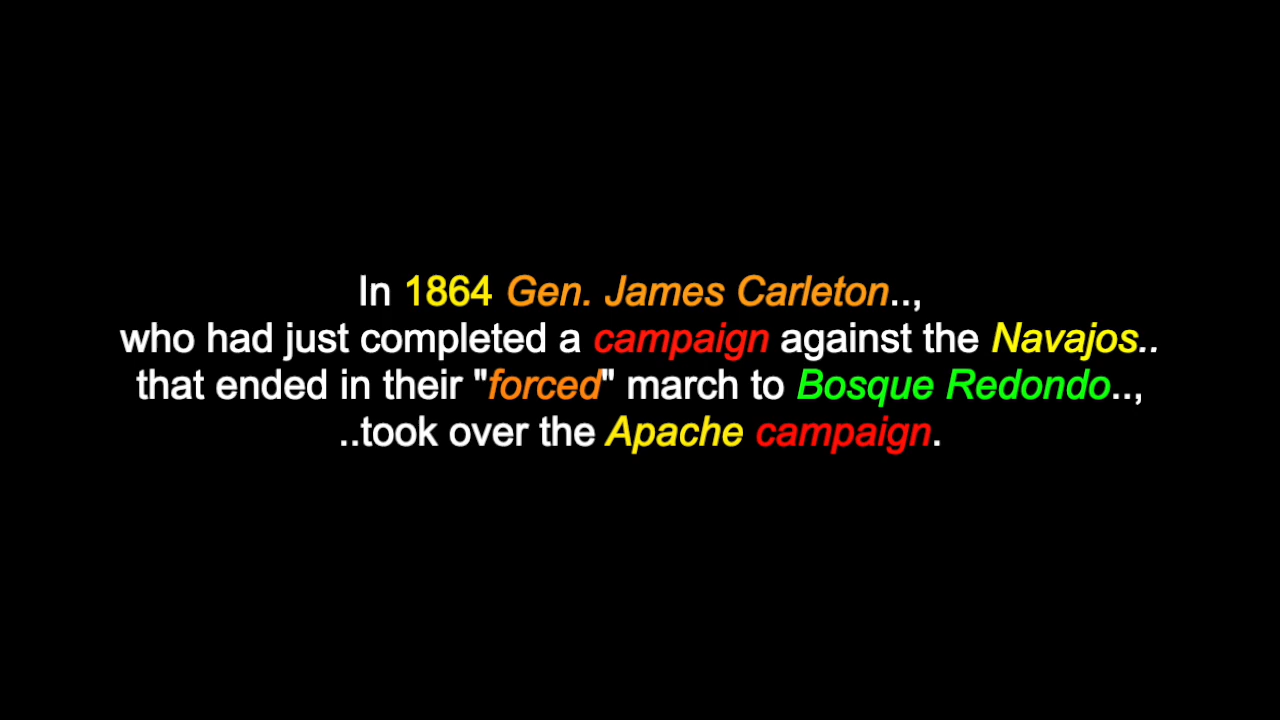 In 1864 Gen. James Carleton..,
who had just completed a campaign against the Navajos..
that ended in their "forced" march to Bosque Redondo..,
..took over the Apache campaign.